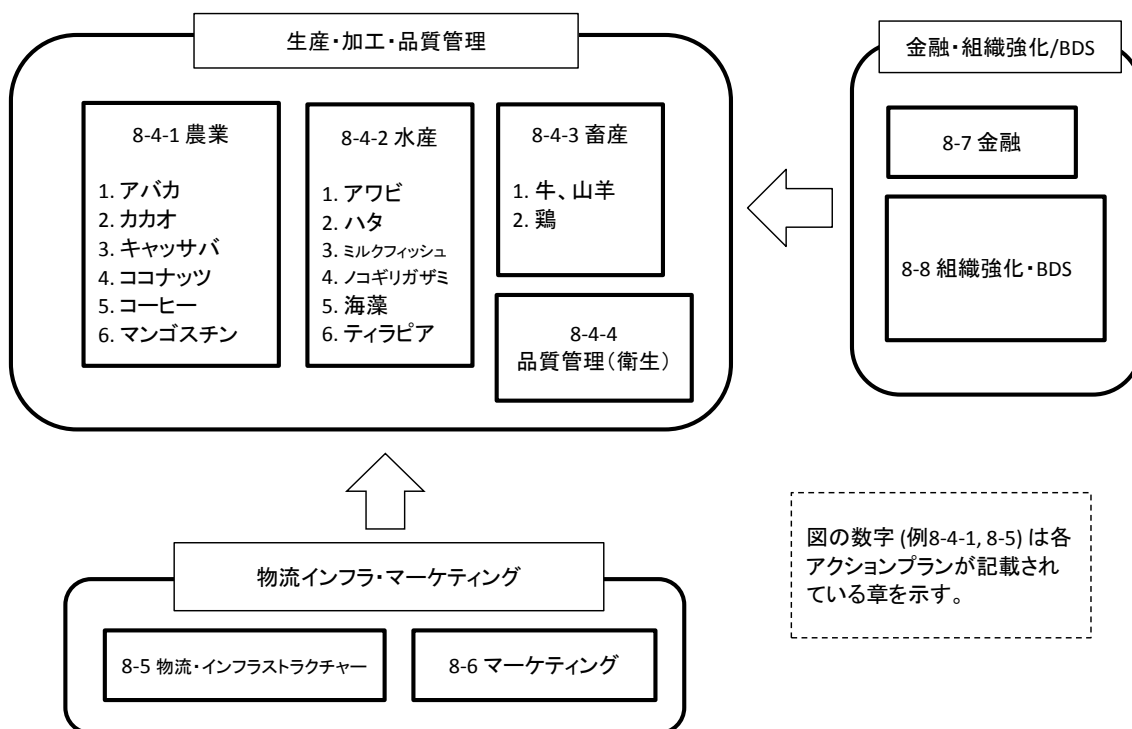 生産・加工・品質管理
8-4-1 農業
1. アバカ
2. カカオ
3. キャッサバ
4. ココナッツ
5. コーヒー
6. マンゴスチン
8-4-2 水産
1. アワビ
2. ハタ
3. ミルクフィッシュ
4. ノコギリガザミ
5. 海藻
6. ティラピア
8-4-3 畜産
1. 牛、山羊
2. 鶏
8-4-4
品質管理(衛生)
金融・組織強化/BDS
8-7 金融
8-8 組織強化・BDS
物流インフラ・マーケティング
8-5 物流・インフラストラクチャー
8-6 マーケティング
図の数字 (例8-4-1, 8-5) は各
アクションプランが記載され
ている章を示す。